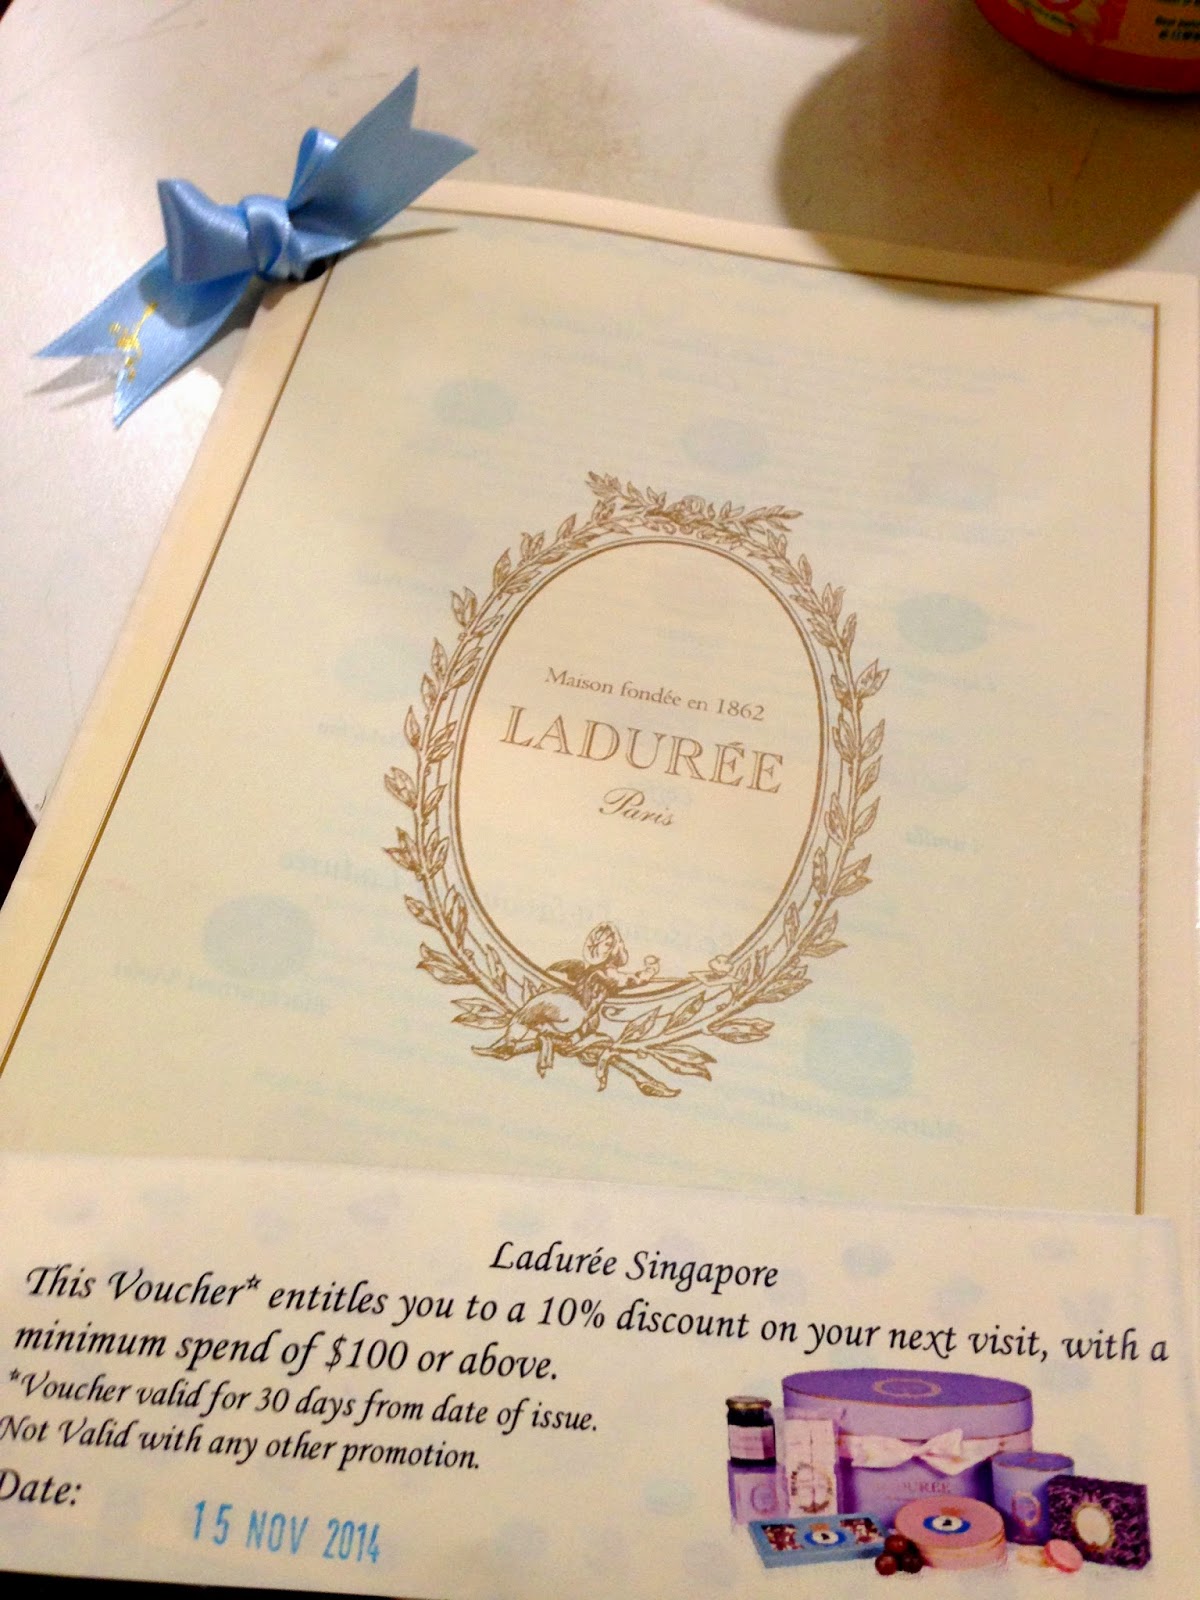 Maison fondée en 1862
LADURÉE
Paris
Ladurée Singapore
This Voucher* entitles you to a 10% discount on your next visit, with a
minimum spend of $100 or above.
*Voucher valid for 30 days from date of issue.
Not Valid with any other promotion.
Date:
15 NOV 2014